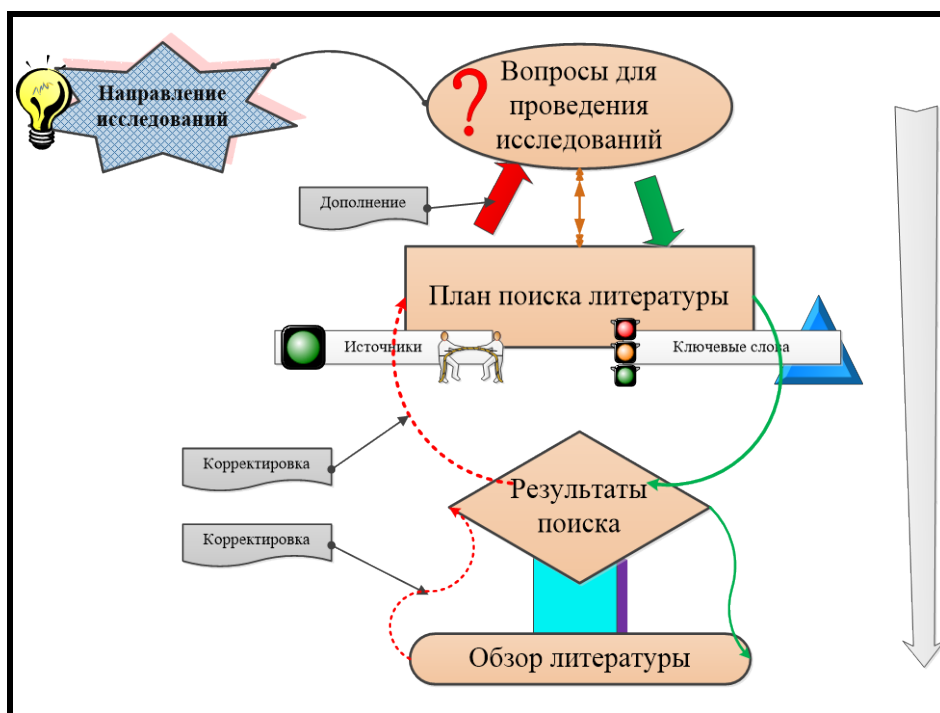 Направление
исследований
?
Вопросы для
проведения
исследований
Дополнение
План поиска литературы
Источники
Ключевые слова
Корректировка
Результаты
поиска
Корректировка
Обзор литературы